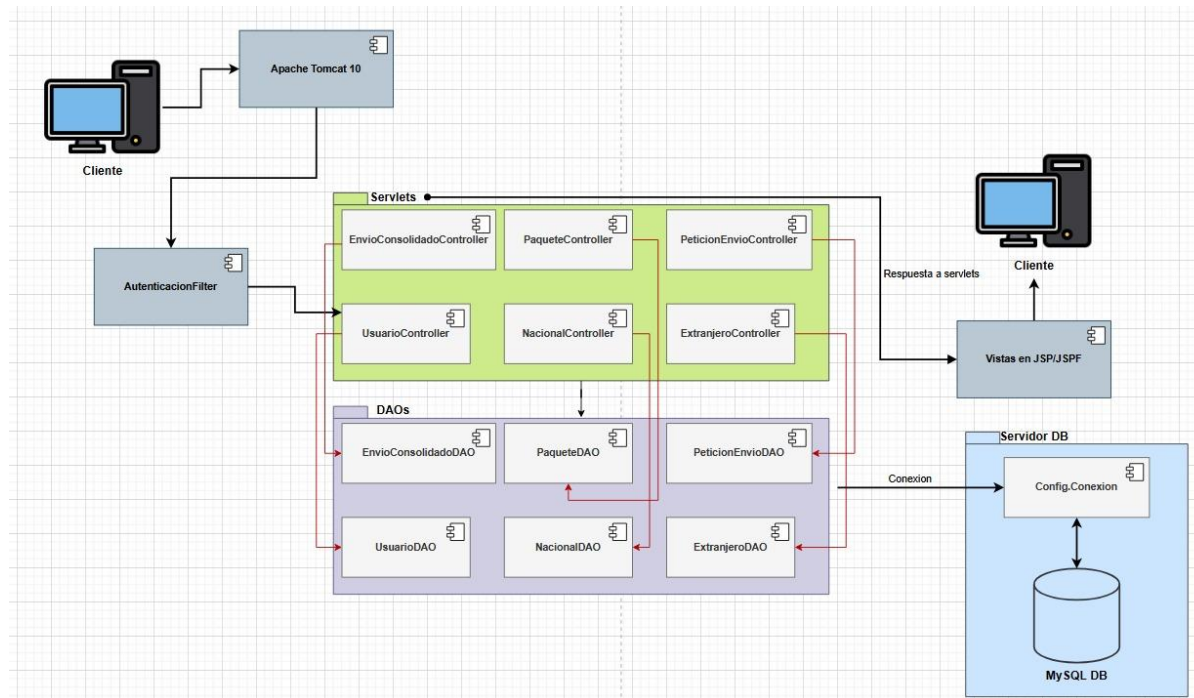 Apache Tomcat 10
Cliente
Servlets
EnvioConsolidadoController
PaqueteController
PeticionEnvioController
Cliente
Respuesta a servlets
AutenticacionFilter
UsuarioController
NacionalController
ExtranjeroController
Vistas en JSP/JSPF
DAOs
EnvioConsolidadoDAO
PaqueteDAO
PeticionEnvioDAO
Servidor DB
Conexion
Config.Conexion
UsuarioDAO
NacionalDAO
ExtranjeroDAO
MySQL DB